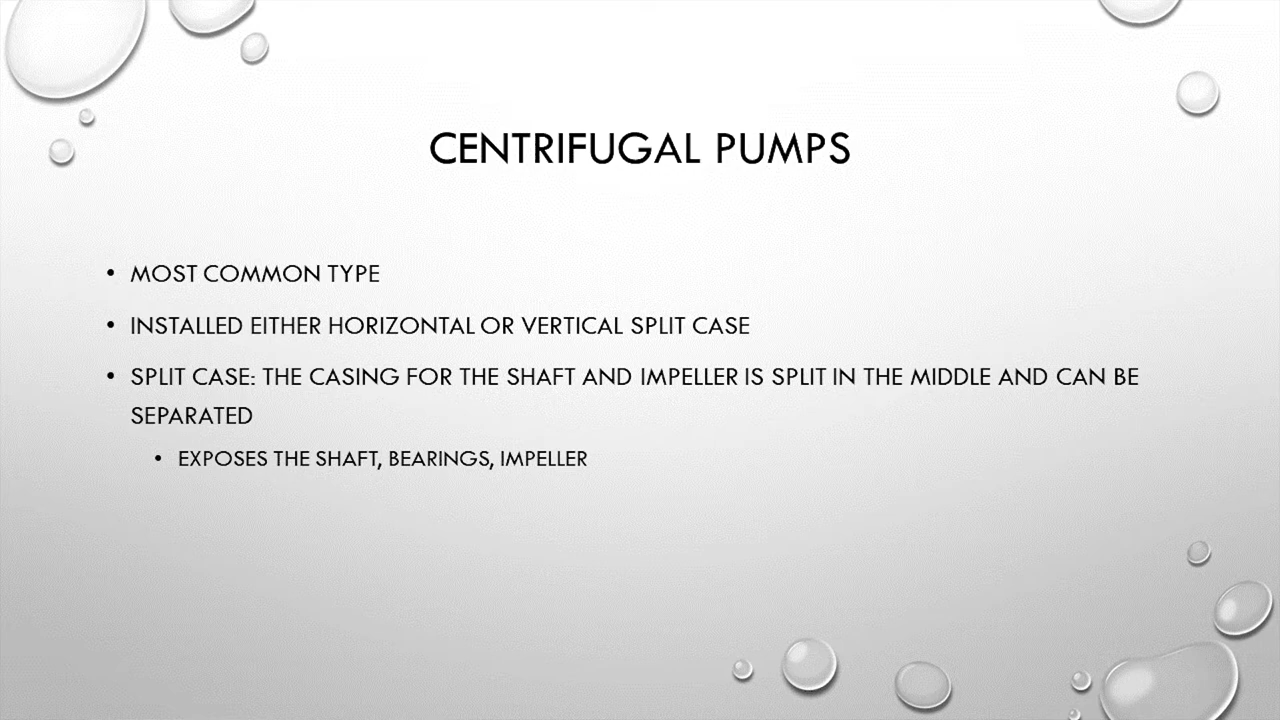 CENTRIFUGAL PUMPS
• MOST COMMON TYPE
• INSTALLED EITHER HORIZONTAL OR VERTICAL SPLIT CASE
• SPLIT CASE: THE CASING FOR THE SHAFT AND IMPELLER IS SPLIT IN THE MIDDLE AND CAN BE
SEPARATED
• EXPOSES THE SHAFT, BEARINGS, IMPELLER